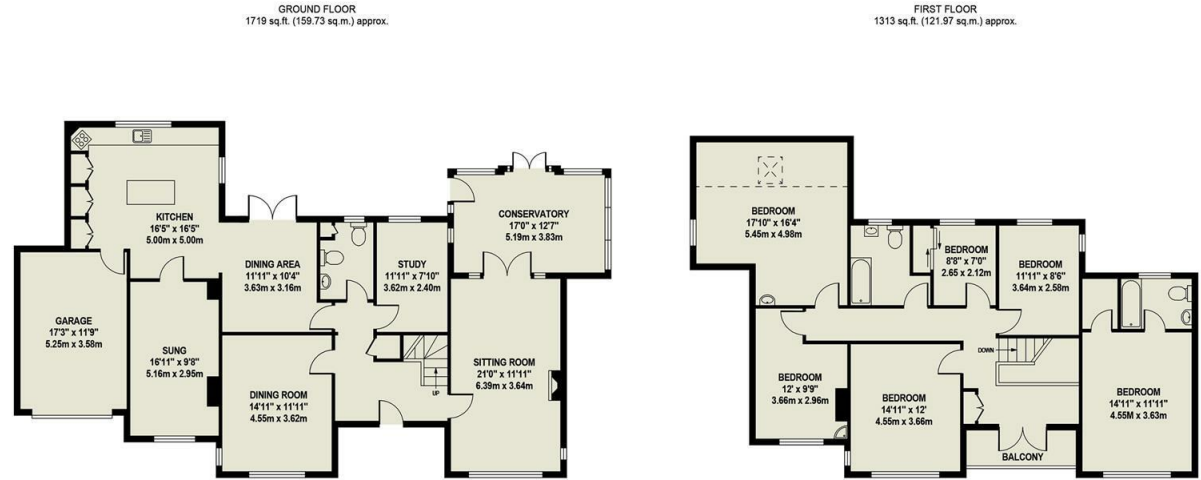 GROUND FLOOR
1719 sq.ft. (159.73 sq.m.) approx.
KITCHEN
16'5" x 16'5"
5.00m x 5.00m
DINING AREA
11'11" x 10'4"
3.63m x 3.16m
STUDY
11'11" x 7'10"
3.62m x 2.40m
CONSERVATORY
17'0" x 12'7"
5.19m x 3.83m
GARAGE
17'3" x 11'9"
5.25m x 3.58m
SUNG
16'11" x 9'8"
5.16m x 2.95m
DINING ROOM
14'11" x 11'11"
4.55m x 3.62m
UP
SITTING ROOM
21'0" x 11'11"
6.39m x 3.64m
FIRST FLOOR
1313 sq.ft. (121.97 sq.m.) approx.
BEDROOM
17'10" x 16'4"
5.45m x 4.98m
BEDROOM
8'8" x 7'0"
2.65 x 2.12m
BEDROOM
11'11" x 8'6"
3.64m x 2.58m
DOWN
BEDROOM
12' x 9'9"
3.66m x 2.96m
BEDROOM
14'11" x 12'
4.55m x 3.66m
BEDROOM
14'11" x 11'11"
4.55M x 3.63m
BALCONY